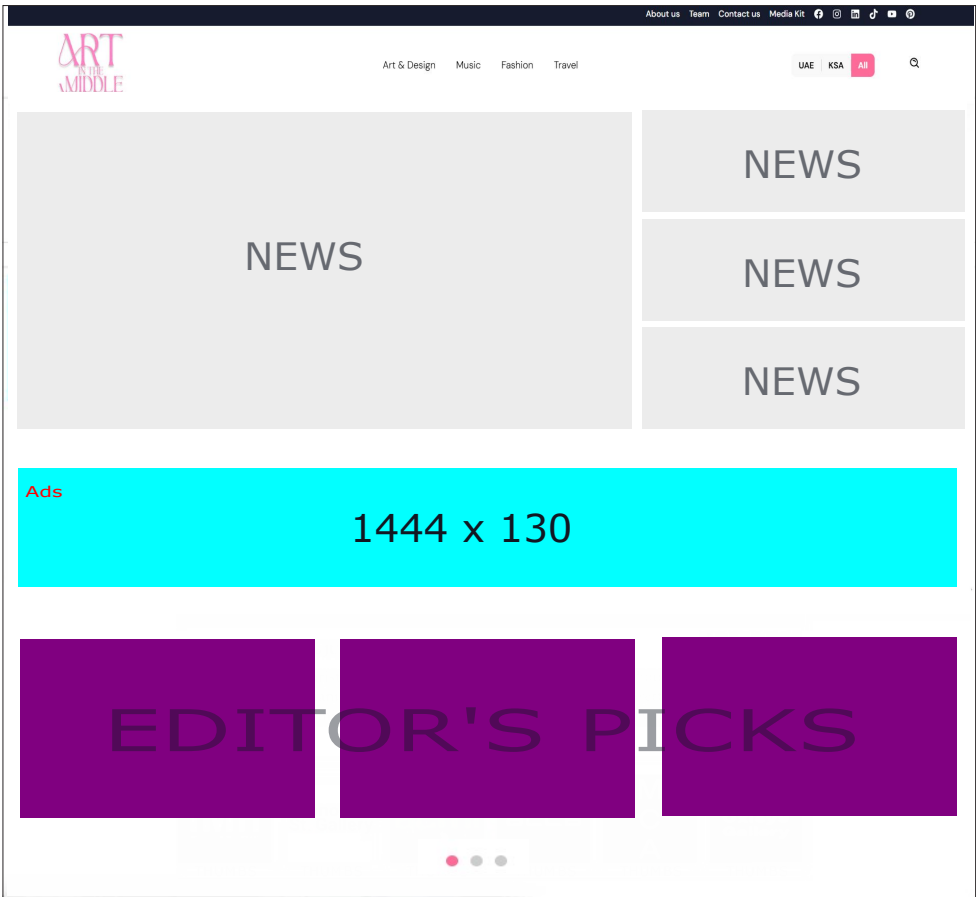 About us Team Contact us Media Kit
ART
IN THE
MIDDLE
Art & Design Music Fashion Travel
UAE KSA All
NEWS
NEWS
NEWS
NEWS
Ads
1444 x 130
EDITOR'S PICKS